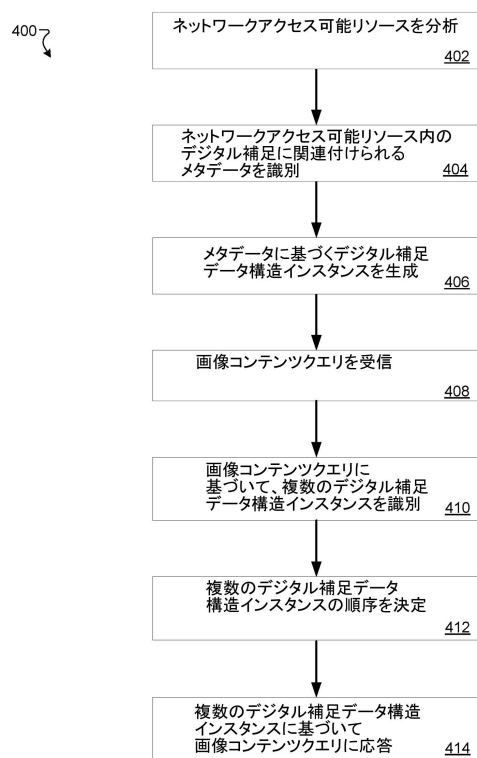 400
ネットワークアクセス可能リソースを分析
402
ネットワークアクセス可能リソース内の
デジタル補足に関連付けられる
メタデータを識別
404
メタデータに基づくデジタル補足
データ構造インスタンスを生成
406
画像コンテンツクエリを受信
408
画像コンテンツクエリに
基づいて、複数のデジタル補足
データ構造インスタンスを識別
410
複数のデジタル補足データ
構造インスタンスの順序を決定
412
複数のデジタル補足データ構造
インスタンスに基づいて
画像コンテンツクエリに応答
414